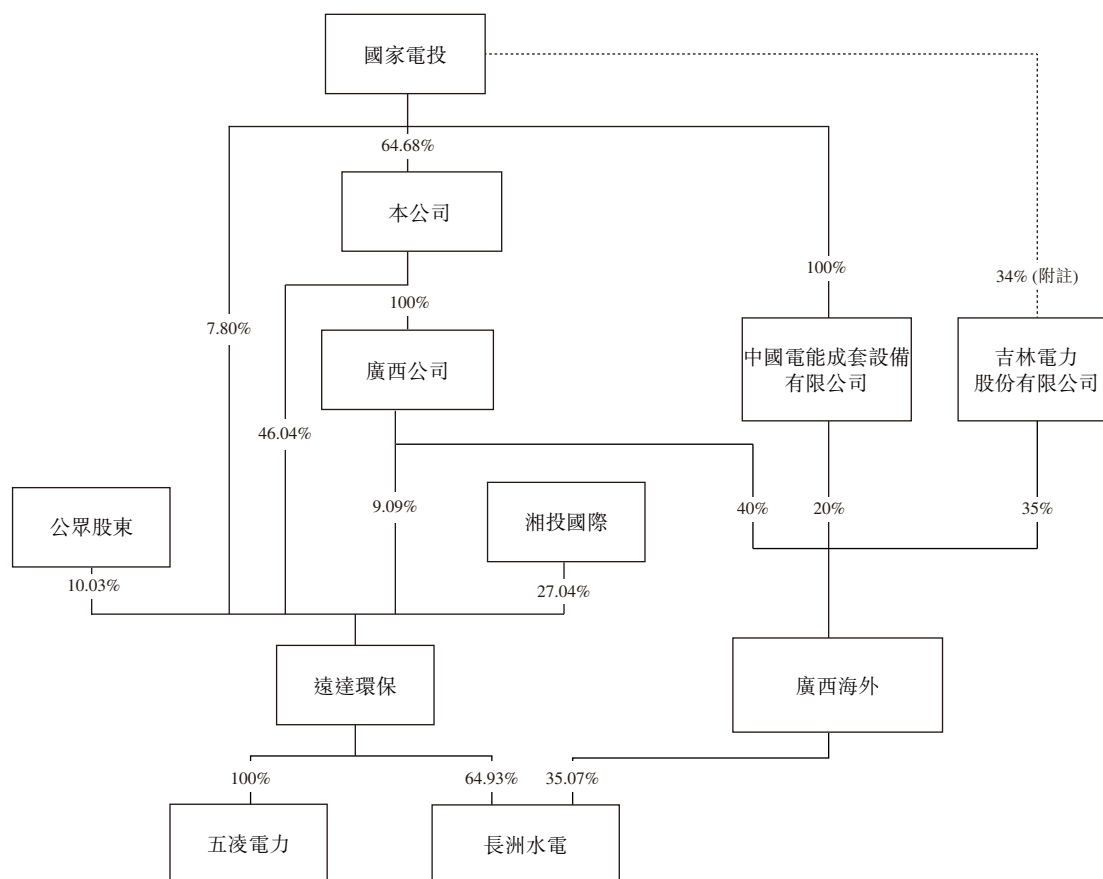 國家電投
64.68%
本公司
100%
34% (附註)
100%
7.80%
廣西公司
中國電能成套設備
有限公司
吉林電力
股份有限公司
46.04%
公眾股東
9.09%
湘投國際
40%
20%
35%
10.03%
27.04%
遠達環保
廣西海外
100%
64.93%
35.07%
五凌電力
長洲水電